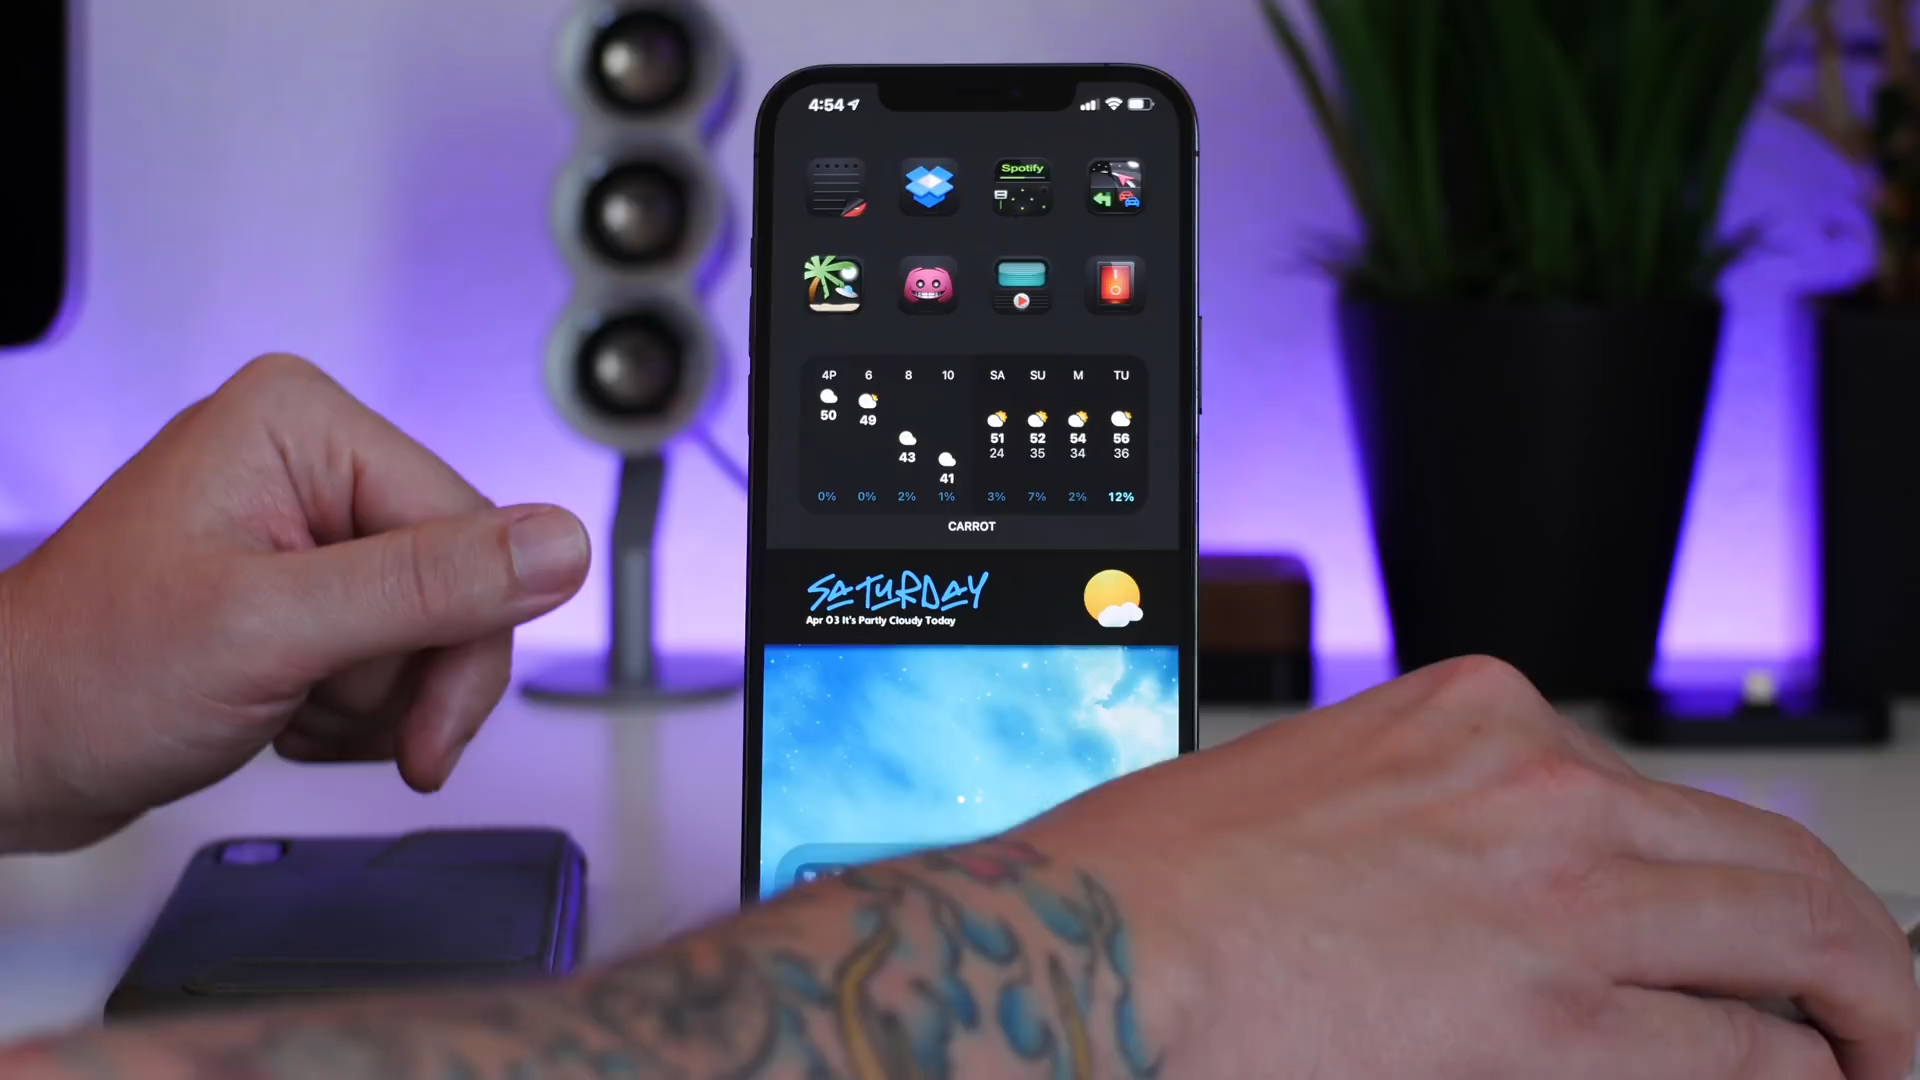 4:54
Spotify
4P 6 8 10 SA SU M TU
50 49 43 41 51 52 54 56
24 35 34 36
0% 0% 2% 1% 3% 7% 2% 12%
CARROT
SATURDAY
Apr 03 It's Partly Cloudy Today